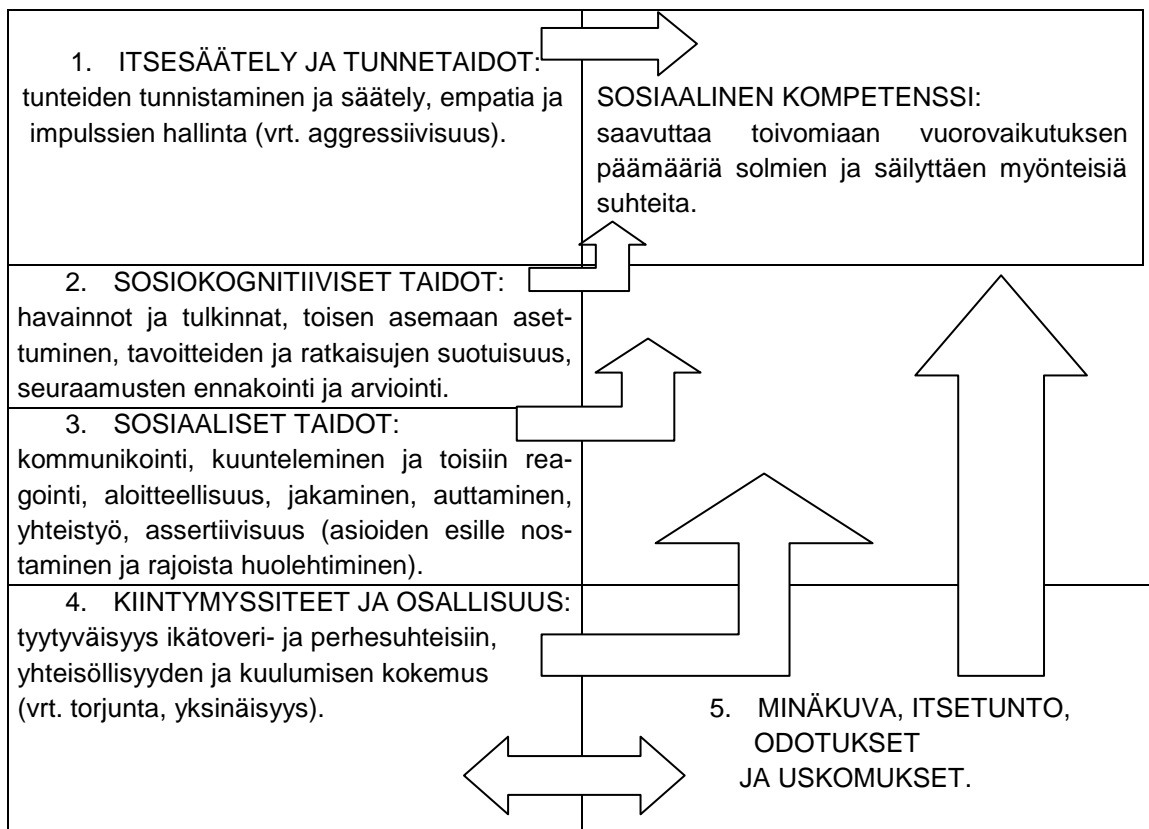 1. ITSESÄÄTELY JA TUNNETAIDOT:
tunteiden tunnistaminen ja säätely, empatia ja
impulssien hallinta (vrt. aggressiivisuus).
SOSIAALINEN KOMPETENSSI:
saavuttaa toivomiaan vuorovaikutuksen
päämääriä solmien ja säilyttäen myönteisiä
suhteita.
2. SOSIOKOGNITIIVISET TAIDOT:
havainnot ja tulkinnat, toisen asemaan aset-
tuminen, tavoitteiden ja ratkaisujen suotuisuus,
seuraamusten ennakointi ja arviointi.
3. SOSIAALISET TAIDOT:
kommunikointi, kuunteleminen ja toisiin rea-
gointi, aloitteellisuus, jakaminen, auttaminen,
yhteistyö, assertiivisuus (asioiden esille nos-
taminen ja rajoista huolehtiminen).
4. KIINTYMYSSITEET JA OSALLISUUS:
tyytyväisyys ikätoveri- ja perhesuhteisiin,
yhteisöllisyyden ja kuulumisen kokemus
(vrt. torjunta, yksinäisyys).
5. MINÄKUVA, ITSETUNTO,
ODOTUKSET
JA USKOMUKSET.